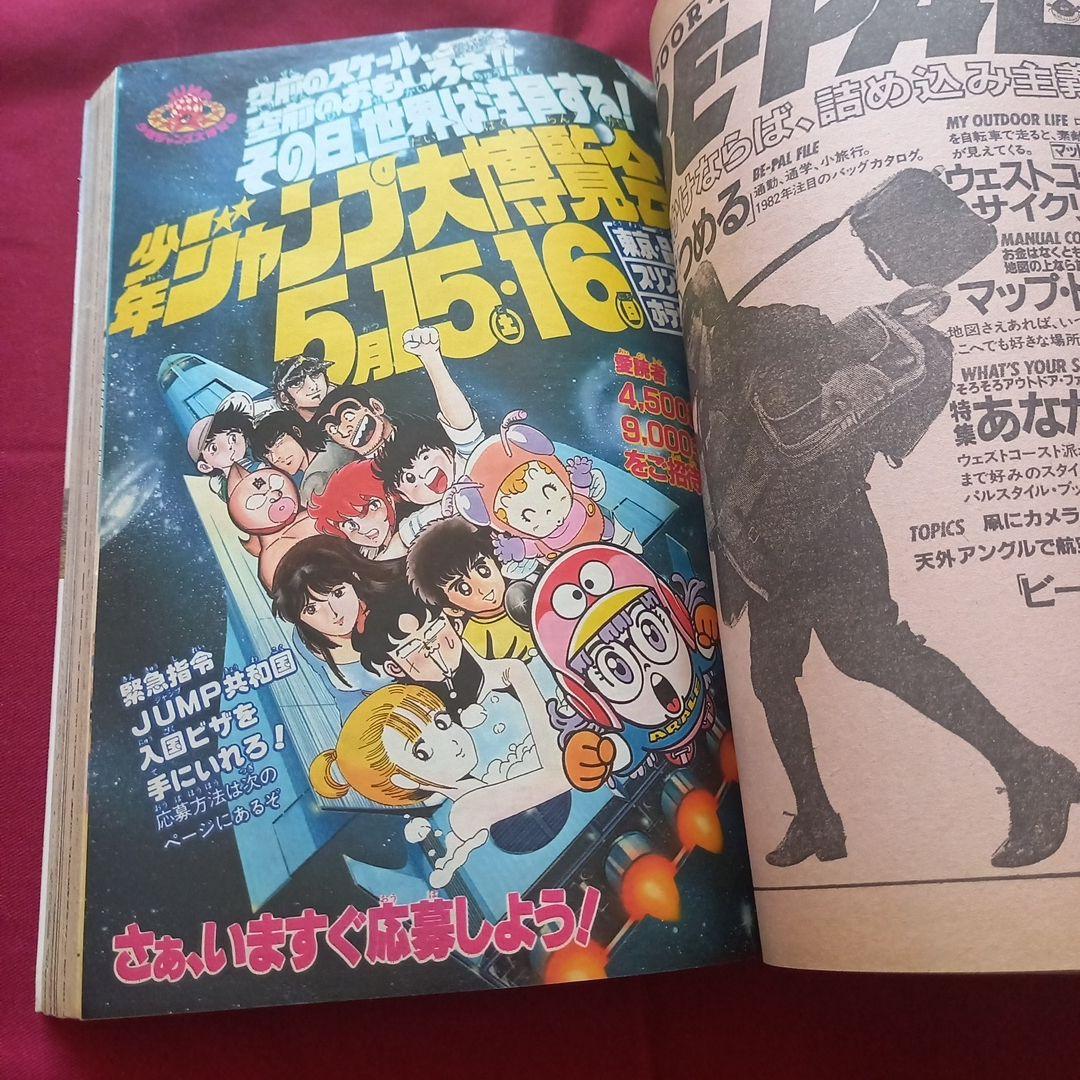 空前のスケール
空前のおもしろさ!!
その日、世界は注目する!
少年ジャンプ大博覧会
5月15土・16日
東京・
スリン
ホテ
愛読者
4,500
9,000
をご招待
緊急指令
JUMP共和国
入国ビザを
手にいれろ!
応募方法は次の
ページにあるぞ
ARALE
さぁ、いますぐ応募しよう!
BE-PAL
ならば、詰め込み主義
つめる」
BE-PAL FILE
通勤、通学、小旅行。
1982年注目のバッグカタログ。
MY OUTDOOR LIFE
を自転車で走ると、素
が見えてくる。
ウェストコ
サイク
MANUAL CO
お金はなくとも
地図の上なら
マップ・
地図さえあれば、いつ
こへでも好きな場所
WHAT'S YOUR S
そろそろアウトドア・ファ
特集あな
ウェストコースト派
まで好みのスタイ
パルスタイル・ブッ
TOPICS 凧にカメラ
天外アングルで航
「ビー